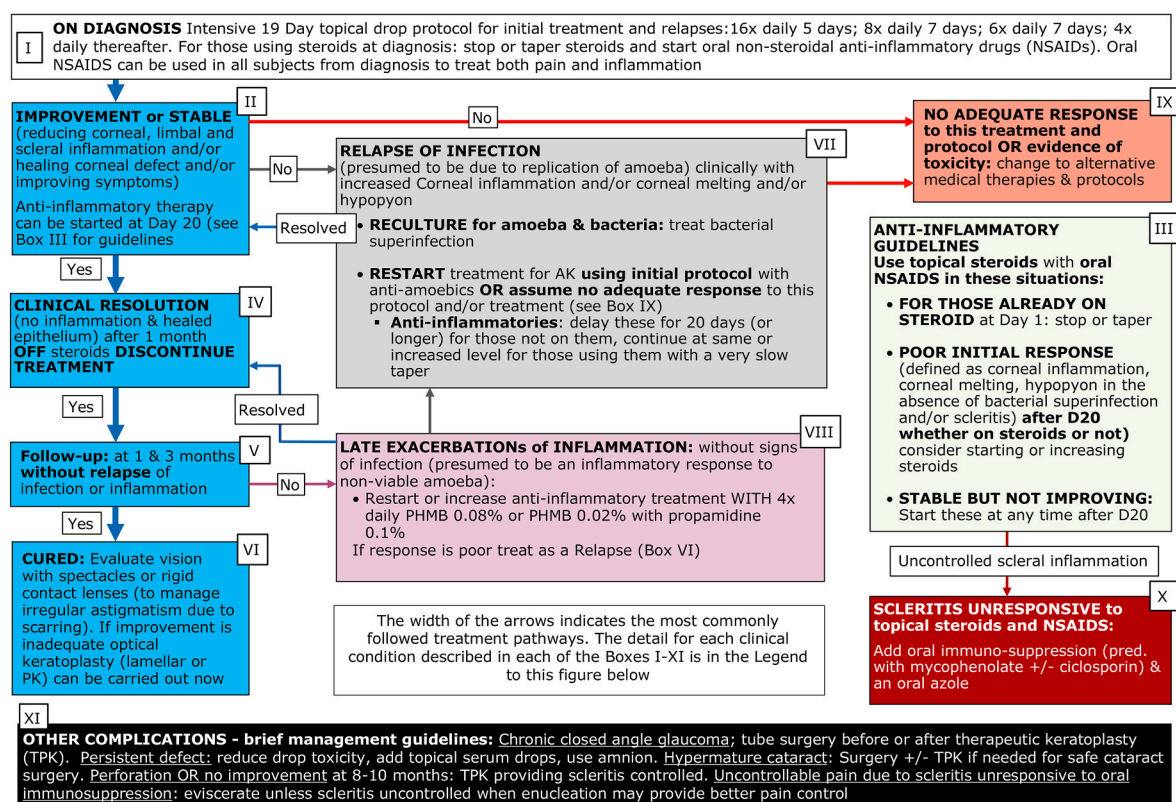 I
ON DIAGNOSIS Intensive 19 Day topical drop protocol for initial treatment and relapses:16x daily 5 days; 8x daily 7 days; 6x daily 7 days; 4x
daily thereafter. For those using steroids at diagnosis: stop or taper steroids and start oral non-steroidal anti-inflammatory drugs (NSAIDs). Oral
NSAIDS can be used in all subjects from diagnosis to treat both pain and inflammation
II
IMPROVEMENT or STABLE
(reducing corneal, limbal and
scleral inflammation and/or
healing corneal defect and/or
improving symptoms)
Anti-inflammatory therapy
can be started at Day 20 (see
Box III for guidelines
No
No
Resolved
Yes
IV
CLINICAL RESOLUTION
(no inflammation & healed
epithelium) after 1 month
OFF steroids DISCONTINUE
TREATMENT
Yes
Resolved
V
Follow-up: at 1 & 3 months
without relapse of
infection or inflammation
No
Yes
VI
CURED: Evaluate vision
with spectacles or rigid
contact lenses (to manage
irregular astigmatism due to
scarring). If improvement is
inadequate optical
keratoplasty (lamellar or
PK) can be carried out now
VII
RELAPSE OF INFECTION
(presumed to be due to replication of amoeba) clinically with
increased Corneal inflammation and/or corneal melting and/or
hypopyon
• RECULTURE for amoeba & bacteria: treat bacterial
superinfection
• RESTART treatment for AK using initial protocol with
anti-amoebics OR assume no adequate response to this
protocol and/or treatment (see Box IX)
▪ Anti-inflammatories: delay these for 20 days (or
longer) for those not on them, continue at same or
increased level for those using them with a very slow
taper
VIII
LATE EXACERBATIONs of INFLAMMATION: without signs
of infection (presumed to be an inflammatory response to
non-viable amoeba):
• Restart or increase anti-inflammatory treatment WITH 4x
daily PHMB 0.08% or PHMB 0.02% with propamidine
0.1%
If response is poor treat as a Relapse (Box VI)
The width of the arrows indicates the most commonly
followed treatment pathways. The detail for each clinical
condition described in each of the Boxes I-XI is in the Legend
to this figure below
IX
NO ADEQUATE RESPONSE
to this treatment and
protocol OR evidence of
toxicity: change to alternative
medical therapies & protocols
III
ANTI-INFLAMMATORY
GUIDELINES
Use topical steroids with oral
NSAIDS in these situations:
• FOR THOSE ALREADY ON
STEROID at Day 1: stop or taper
• POOR INITIAL RESPONSE
(defined as corneal inflammation,
corneal melting, hypopyon in the
absence of bacterial superinfection
and/or scleritis) after D20
whether on steroids or not)
consider starting or increasing
steroids
• STABLE BUT NOT IMPROVING:
Start these at any time after D20
Uncontrolled scleral inflammation
X
SCLERITIS UNRESPONSIVE to
topical steroids and NSAIDS:
Add oral immuno-suppression (pred.
with mycophenolate +/- ciclosporin) &
an oral azole
XI
OTHER COMPLICATIONS - brief management guidelines: Chronic closed angle glaucoma; tube surgery before or after therapeutic keratoplasty
(TPK). Persistent defect: reduce drop toxicity, add topical serum drops, use amnion. Hypermature cataract: Surgery +/- TPK if needed for safe cataract
surgery. Perforation OR no improvement at 8-10 months: TPK providing scleritis controlled. Uncontrollable pain due to scleritis unresponsive to oral
immunosuppression: eviscerate unless scleritis uncontrolled when enucleation may provide better pain control